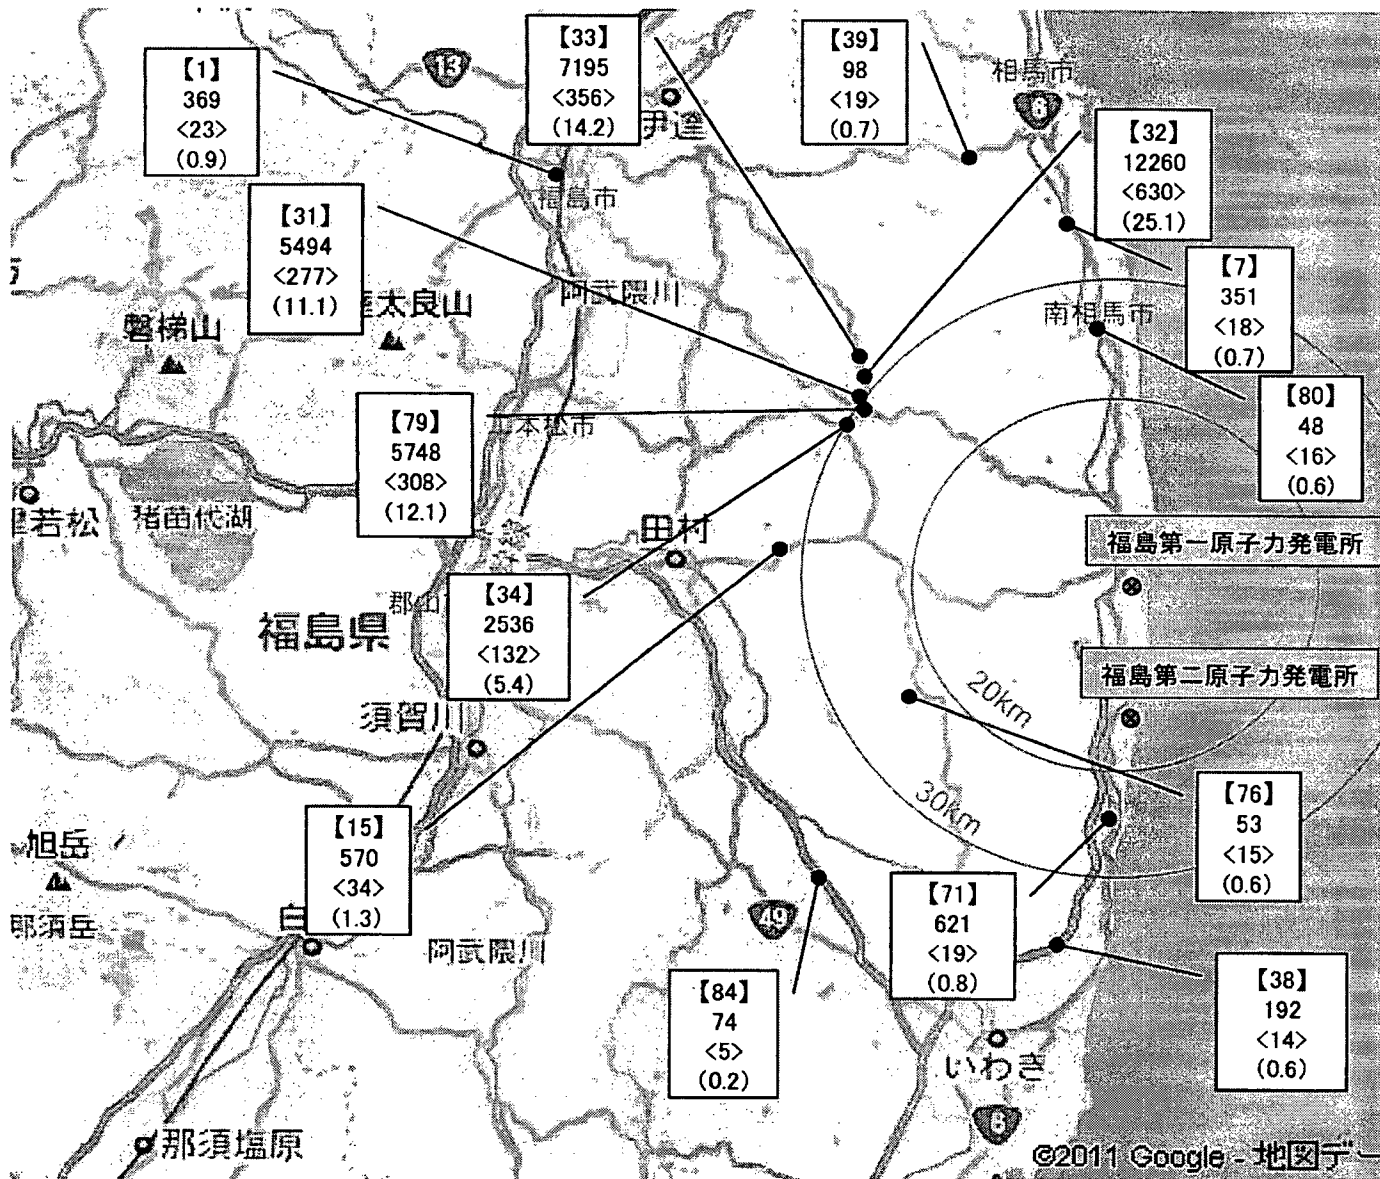 【1】
369
<23>
(0.9)
13
【33】
7195
<356>
(14.2)
伊達
【39】
98
<19>
(0.7)
相馬市
6
【32】
12260
<630>
(25.1)
福島市
【31】
5494
<277>
(11.1)
阿武隈川
太良山
磐梯山
南相馬市
【7】
351
<18>
(0.7)
【79】
5748
<308>
(12.1)
二本松市
【80】
48
<16>
(0.6)
若松
猪苗代湖
田村
福島第一原子力発電所
郡山
福島県
【34】
2536
<132>
(5.4)
福島第二原子力発電所
20km
須賀川
30km
【76】
53
<15>
(0.6)
【15】
570
<34>
(1.3)
旭岳
那須岳
白
阿武隈川
49
【71】
621
<19>
(0.8)
【38】
192
<14>
(0.6)
【84】
74
<5>
(0.2)
いわき
6
那須塩原
©2011 Google - 地図デー